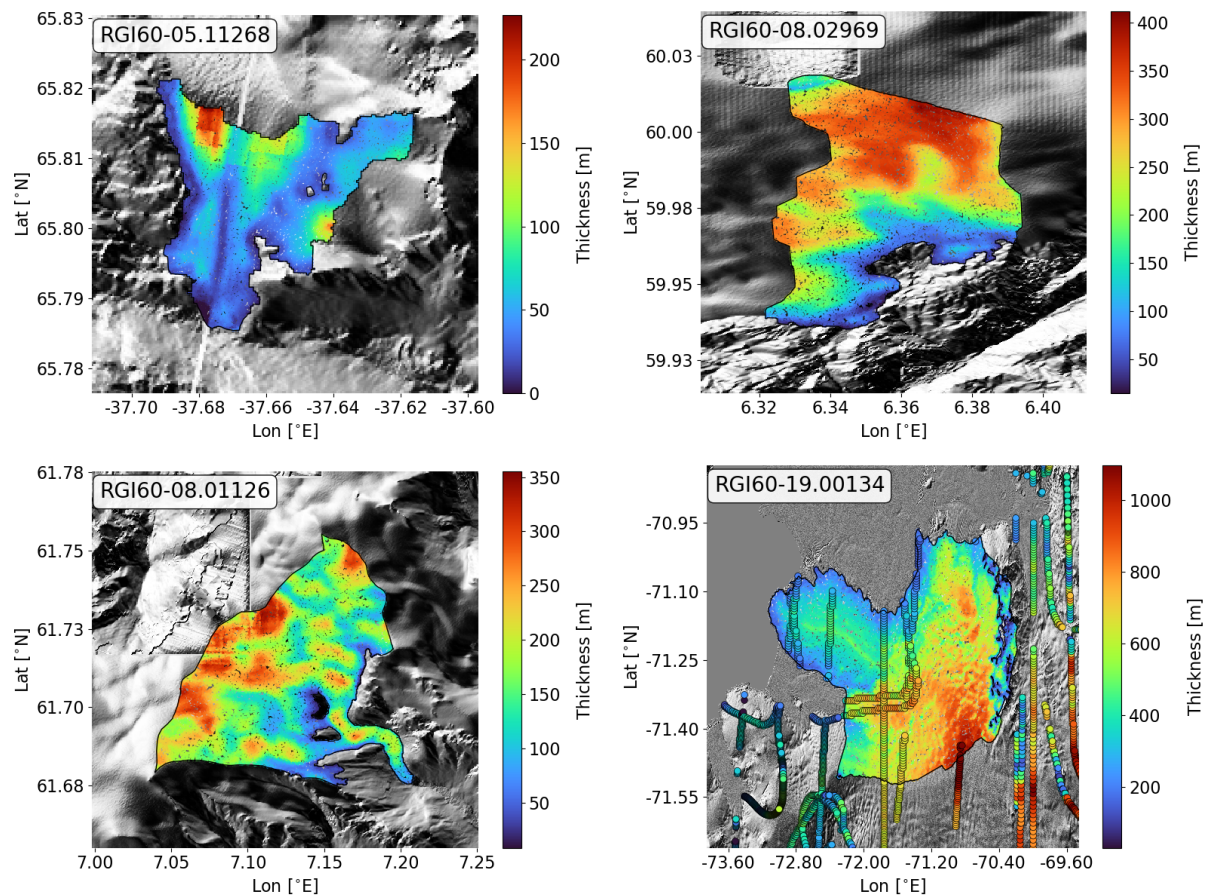 RGI60-05.11268
65.83
65.82
65.81
65.80
65.79
65.78
Lat [°N]
-37.70 -37.68 -37.66 -37.64 -37.62 -37.60
Lon [°E]
200
150
100
50
0
Thickness [m]
RGI60-08.02969
60.03
60.00
59.98
59.95
59.93
Lat [°N]
6.32 6.34 6.36 6.38 6.40
Lon [°E]
400
350
300
250
200
150
100
50
Thickness [m]
RGI60-08.01126
61.78
61.75
61.73
61.70
61.68
Lat [°N]
7.00 7.05 7.10 7.15 7.20 7.25
Lon [°E]
350
300
250
200
150
100
50
Thickness [m]
RGI60-19.00134
-70.95
-71.10
-71.25
-71.40
-71.55
Lat [°N]
-73.60 -72.80 -72.00 -71.20 -70.40 -69.60
Lon [°E]
1000
800
600
400
200
Thickness [m]